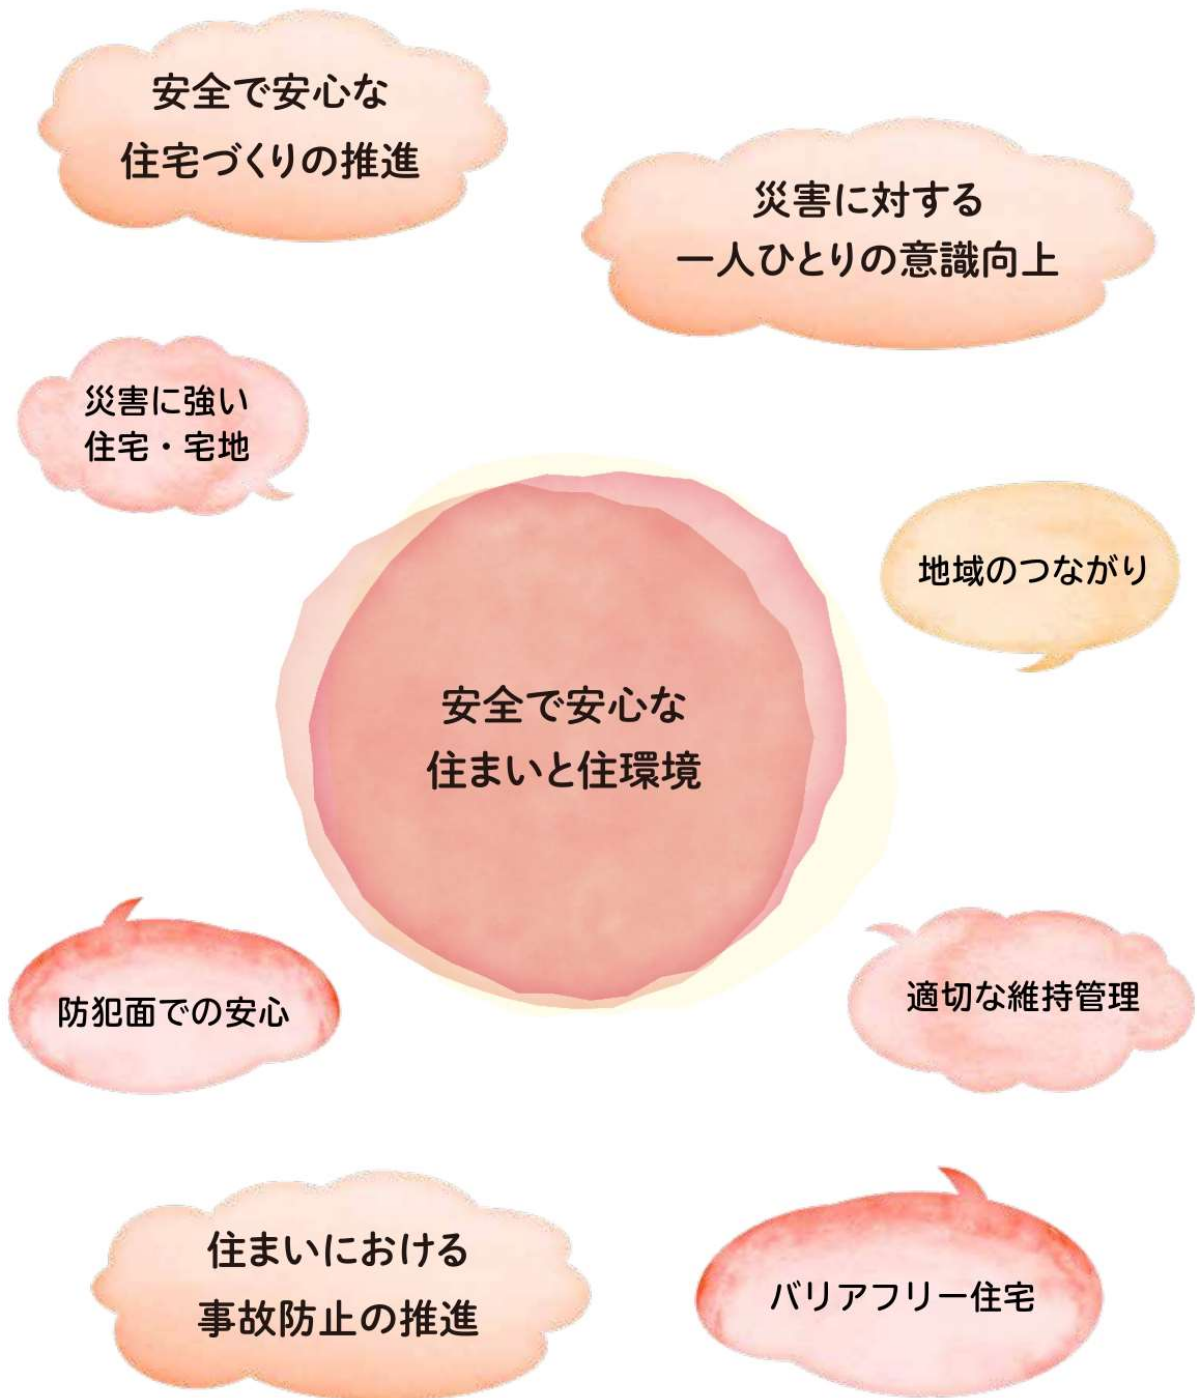 安全で安心な
住宅づくりの推進
災害に対する
一人ひとりの意識向上
災害に強い
住宅・宅地
地域のつながり
安全で安心な
住まいと住環境
防犯面での安心
適切な維持管理
住まいにおける
事故防止の推進
バリアフリー住宅